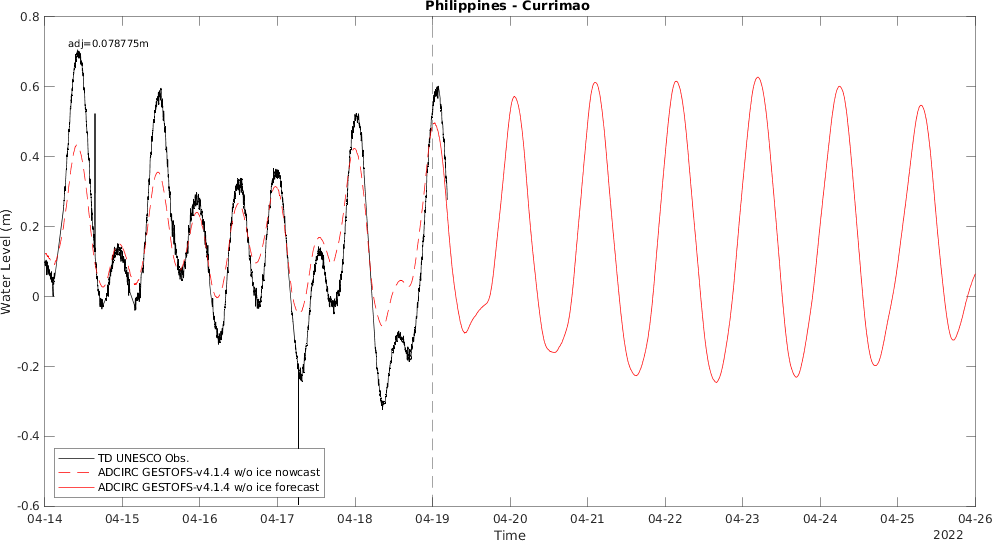 Philippines - Currimao
adj=0.078775m
0.8
0.6
0.4
0.2
0
-0.2
-0.4
-0.6
Water Level (m)
TD UNESCO Obs.
ADCIRC GESTOFS-v4.1.4 w/o ice nowcast
ADCIRC GESTOFS-v4.1.4 w/o ice forecast
04-14 04-15 04-16 04-17 04-18 04-19 04-20 04-21 04-22 04-23 04-24 04-25 04-26
Time
2022